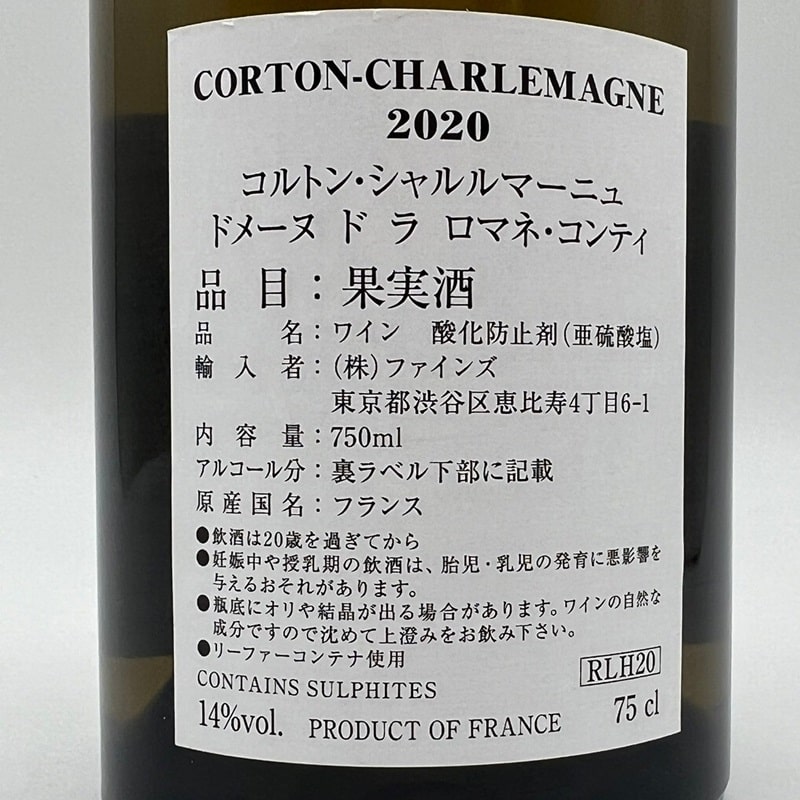 CORTON-CHARLEMAGNE
2020
コルトン・シャルルマーニュ
ドメーヌ ド ラ ロマネ・コンティ
品 目：果実酒
品 名：ワイン 酸化防止剤（亜硫酸塩）
輸 入 者：（株）ファインズ
東京都渋谷区恵比寿4丁目6-1
内 容 量：750ml
アルコール分：裏ラベル下部に記載
原産国名：フランス
●飲酒は20歳を過ぎてから
●妊娠中や授乳期の飲酒は、胎児・乳児の発育に悪影響を
与えるおそれがあります。
●瓶底にオリや結晶が出る場合があります。ワインの自然な
成分ですので沈めて上澄みをお飲み下さい。
●リーファーコンテナ使用
RLH20
CONTAINS SULPHITES
14%vol. PRODUCT OF FRANCE 75 cl